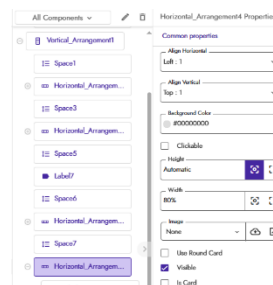 All Components
Horizontal_Arrangement4 Propertie
Vertical_Arrangement1
Common properties
Space1
Align Horizontal
Left : 1
Horizontal_Arrangem...
Align Vertical
Top : 1
Space3
Background Color
#00000000
Horizontal_Arrangem...
Clickable
Space5
Height
Automatic
Label7
Width
80%
Space6
Horizontal_Arrangem...
Image
None
Space7
Use Round Card
Horizontal_Arrangem...
Visible
Is Card